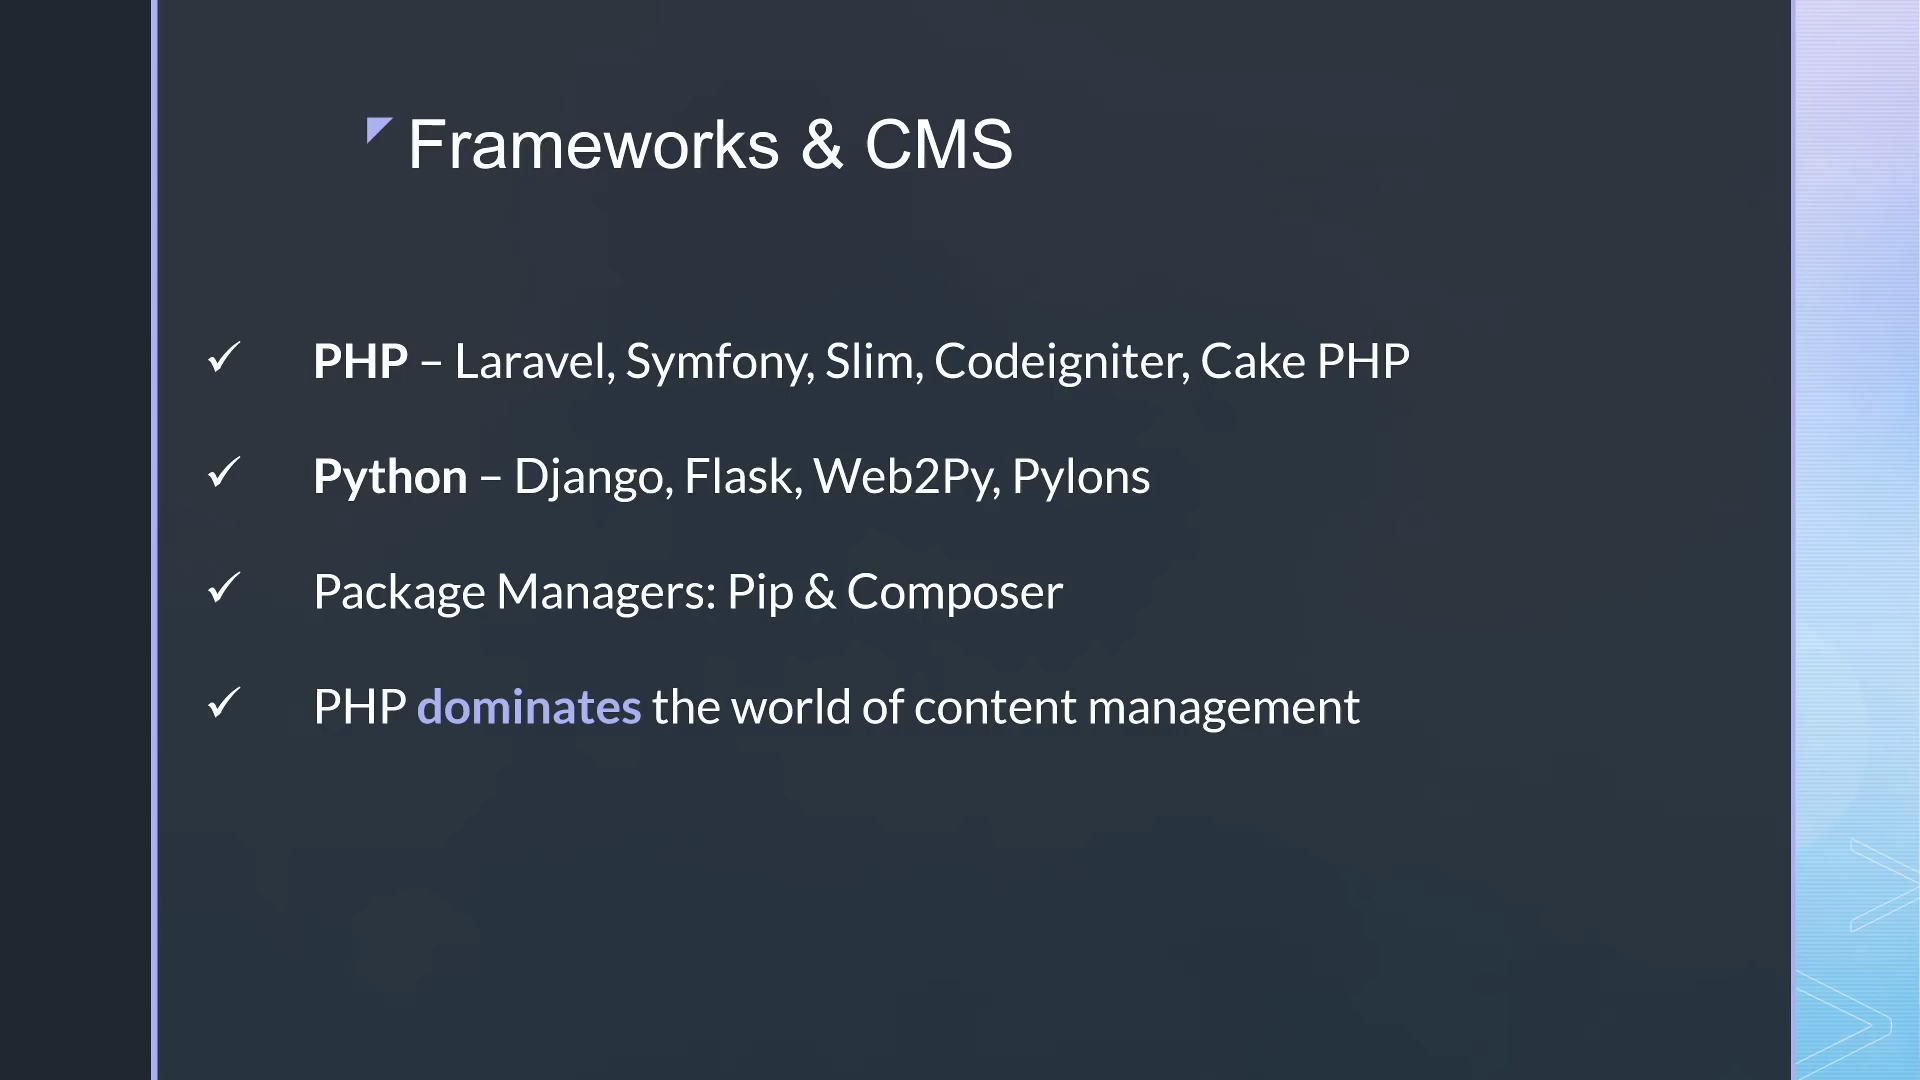 Frameworks & CMS
PHP – Laravel, Symfony, Slim, Codeigniter, Cake PHP
Python – Django, Flask, Web2Py, Pylons
Package Managers: Pip & Composer
PHP dominates the world of content management